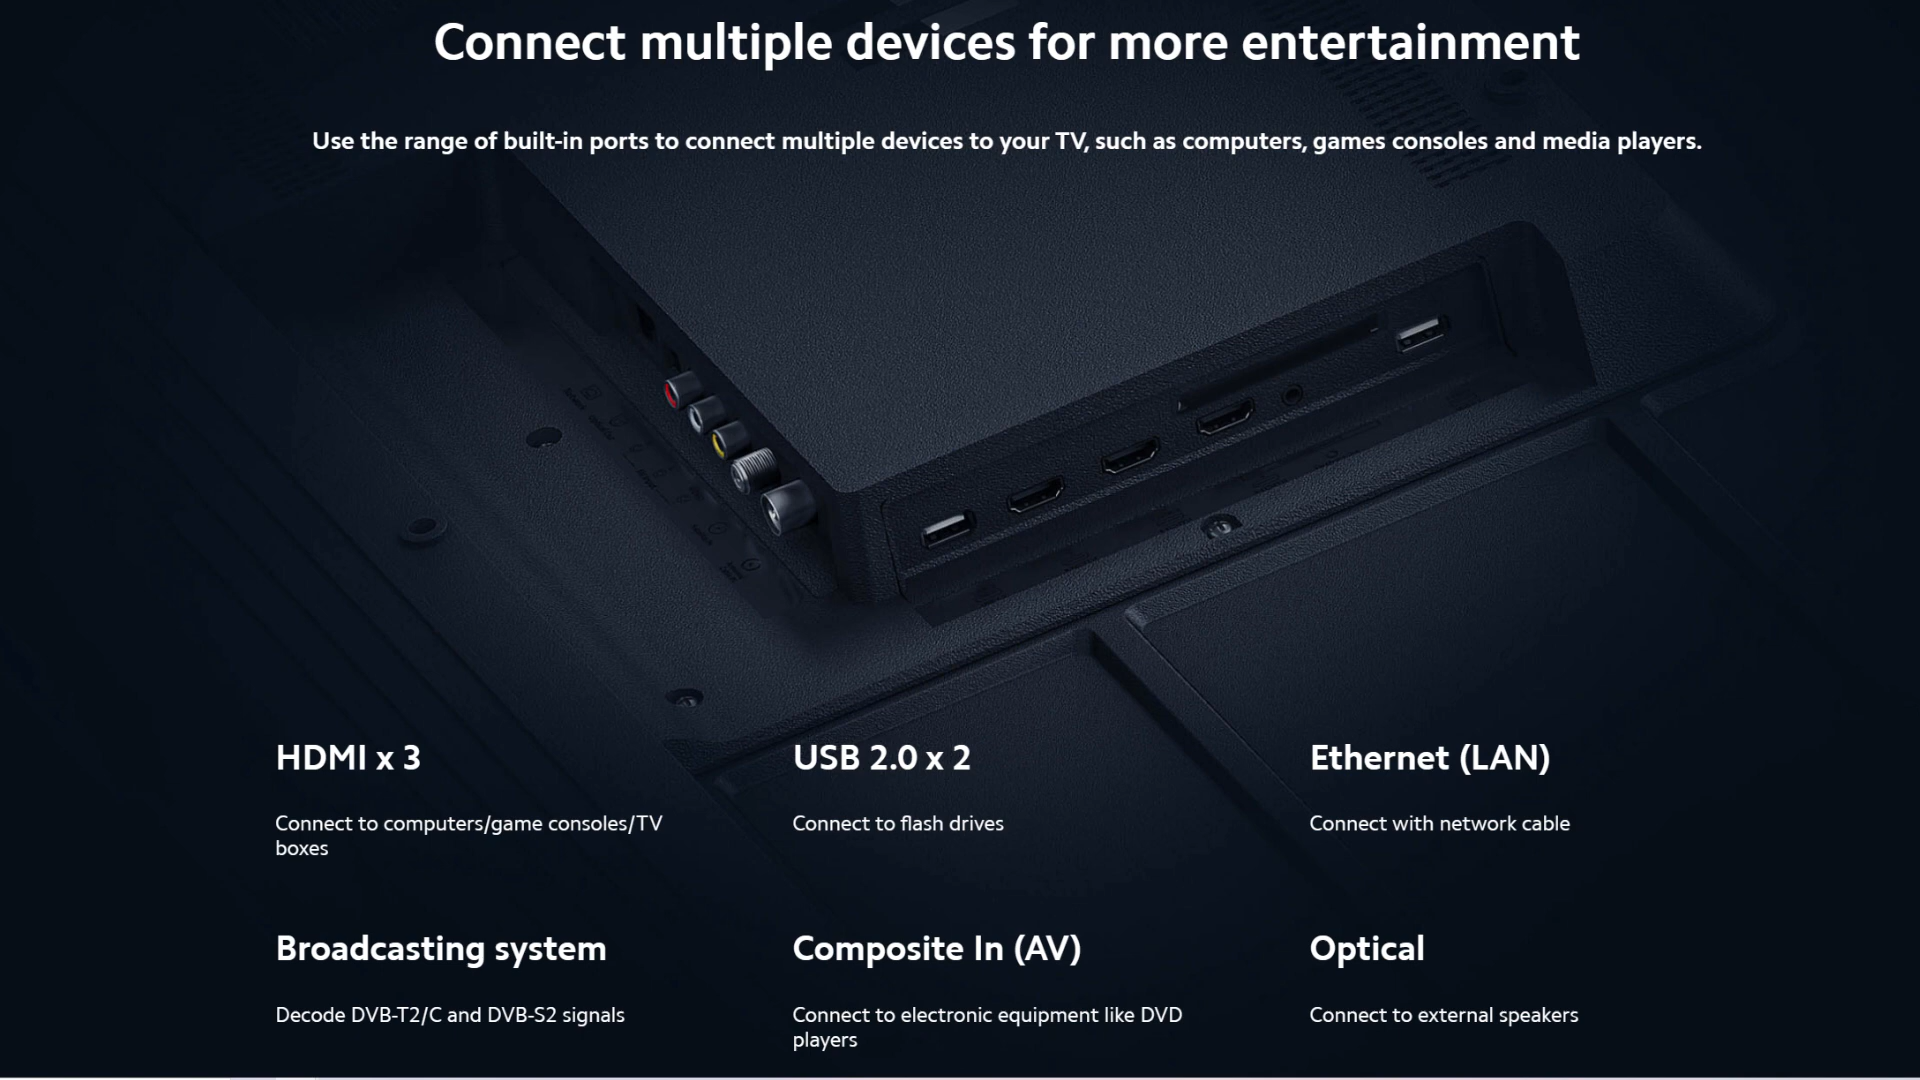 Connect multiple devices for more entertainment
Use the range of built-in ports to connect multiple devices to your TV, such as computers, games consoles and media players.
HDMI x 3
USB 2.0 x 2
Ethernet (LAN)
Connect to computers/game consoles/TV
boxes
Connect to flash drives
Connect with network cable
Broadcasting system
Composite In (AV)
Optical
Decode DVB-T2/C and DVB-S2 signals
Connect to electronic equipment like DVD
players
Connect to external speakers